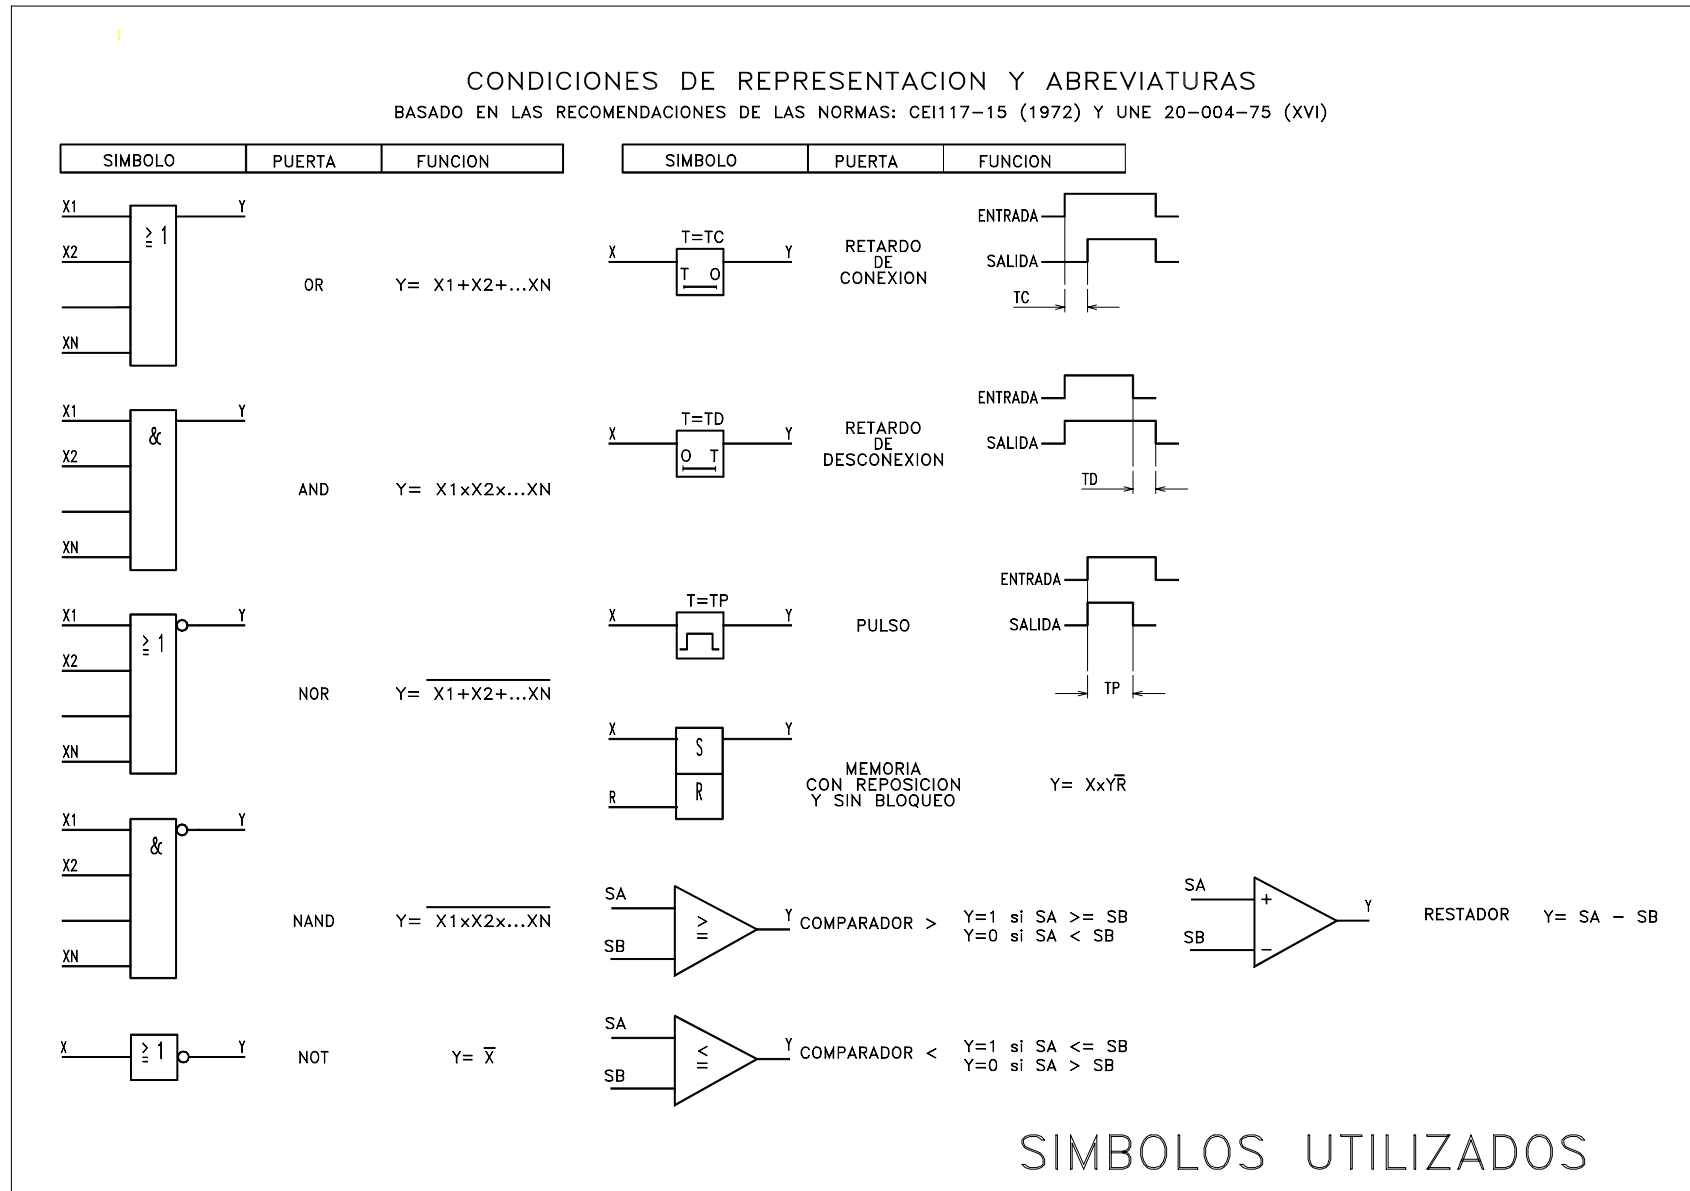 CONDICIONES DE REPRESENTACION Y ABREVIATURAS
BASADO EN LAS RECOMENDACIONES DE LAS NORMAS: CEI117-15 (1972) Y UNE 20-004-75 (XVI)
SIMBOLO PUERTA FUNCION
X1 Y
≥ 1
X2
OR Y= X1+X2+...XN
XN
X1 Y
&
X2
AND Y= X1xX2x...XN
XN
X1 Y
≥ 1
X2
NOR Y= X̅1̅+̅X̅2̅+̅.̅.̅.̅X̅N̅
XN
X1 Y
&
X2
NAND Y= X̅1̅x̅X̅2̅x̅.̅.̅.̅X̅N̅
XN
X ≥ 1 Y
NOT Y= X̅
SIMBOLO PUERTA FUNCION
T=TC
X Y
T O
RETARDO
DE
CONEXION
ENTRADA
SALIDA
TC
T=TD
X Y
O T
RETARDO
DE
DESCONEXION
ENTRADA
SALIDA
TD
T=TP
X Y
PULSO
ENTRADA
SALIDA
TP
X Y
S
R R
MEMORIA
CON REPOSICION
Y SIN BLOQUEO
Y= XxYR̅
SA
≥ Y
SB
COMPARADOR >
Y=1 si SA >= SB
Y=0 si SA < SB
SA
+
Y
SB
−
RESTADOR Y= SA - SB
SA
≤ Y
SB
COMPARADOR <
Y=1 si SA <= SB
Y=0 si SA > SB
SIMBOLOS UTILIZADOS